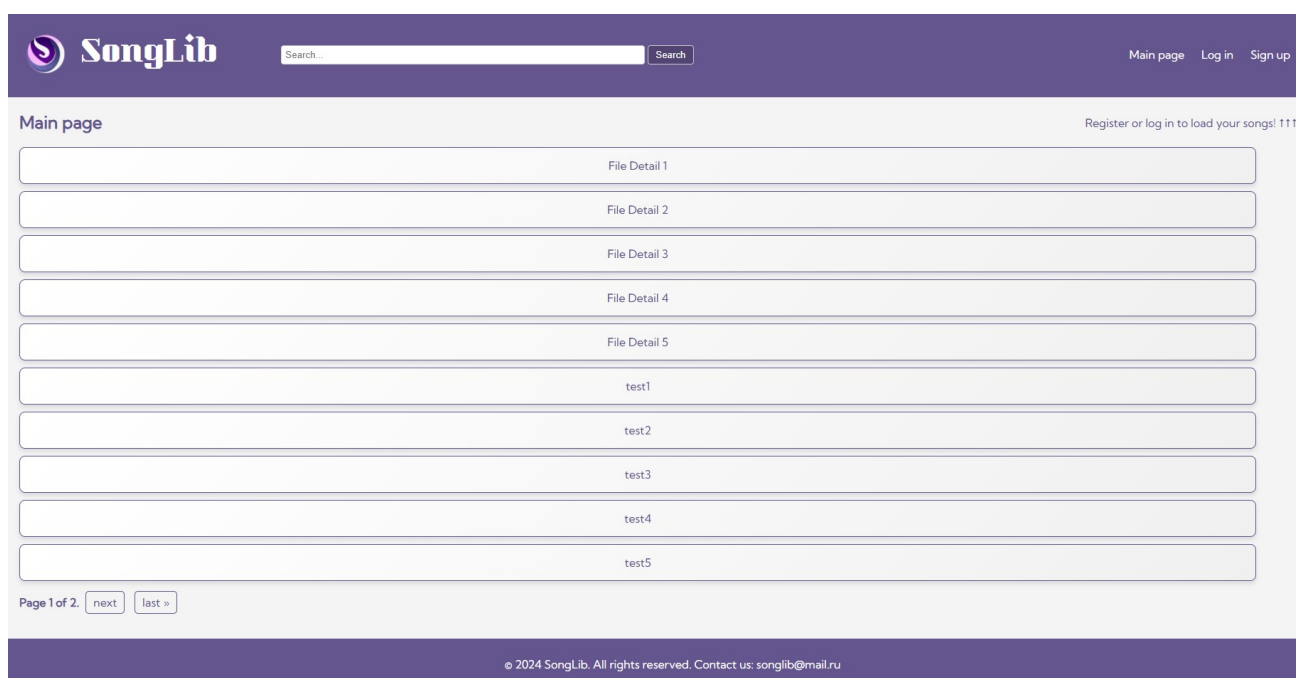 SongLib
Search...
Search
Main page Log in Sign up
Main page
Register or log in to load your songs! ↑↑↑
File Detail 1
File Detail 2
File Detail 3
File Detail 4
File Detail 5
test1
test2
test3
test4
test5
Page 1 of 2. next last »
© 2024 SongLib. All rights reserved. Contact us: songlib@mail.ru